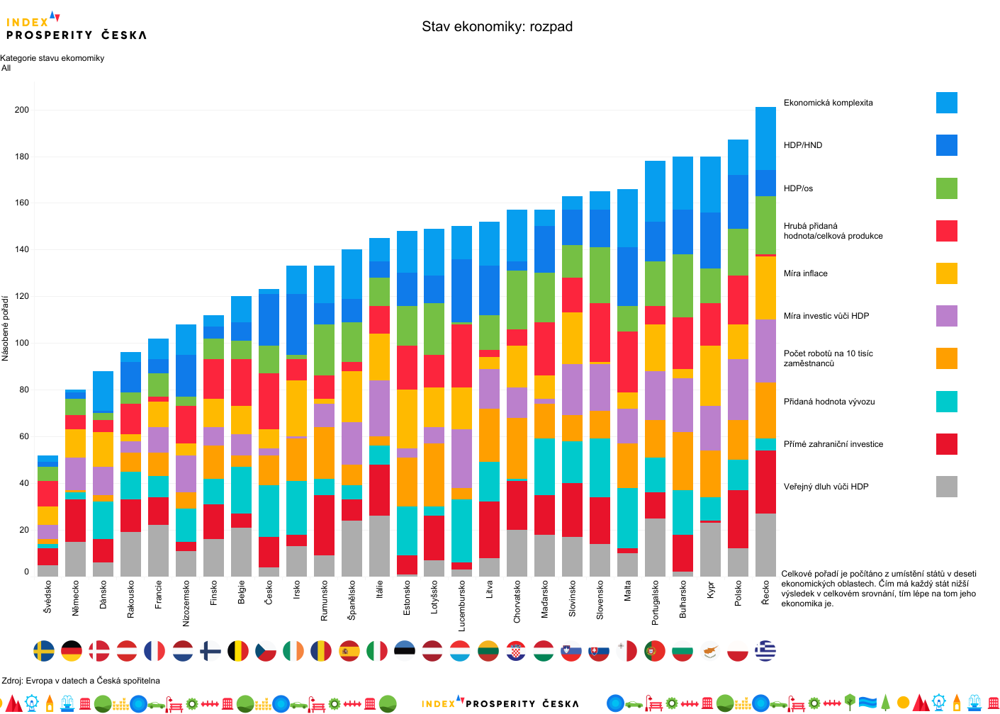 INDEX
PROSPERITY ČESKA
Stav ekonomiky: rozpad
Kategorie stavu ekomomiky
All
Násobené pořadí
200
180
160
140
120
100
80
60
40
20
0
Švédsko
Německo
Dánsko
Rakousko
Francie
Nizozemsko
Finsko
Belgie
Česko
Irsko
Rumunsko
Španělsko
Itálie
Estonsko
Lotyšsko
Lucembursko
Litva
Chorvatsko
Maďarsko
Slovinsko
Slovensko
Malta
Portugalsko
Bulharsko
Kypr
Polsko
Řecko
Ekonomická komplexita
HDP/HND
HDP/os
Hrubá přidaná
hodnota/celková produkce
Míra inflace
Míra investic vůči HDP
Počet robotů na 10 tisíc
zaměstnanců
Přidaná hodnota vývozu
Přímé zahraniční investice
Veřejný dluh vůči HDP
Celkové pořadí je počítáno z umístění států v deseti
ekonomických oblastech. Čím má každý stát nižší
výsledek v celkovém srovnání, tím lépe na tom jeho
ekonomika je.
Zdroj: Evropa v datech a Česká spořitelna
INDEX PROSPERITY ČESKA